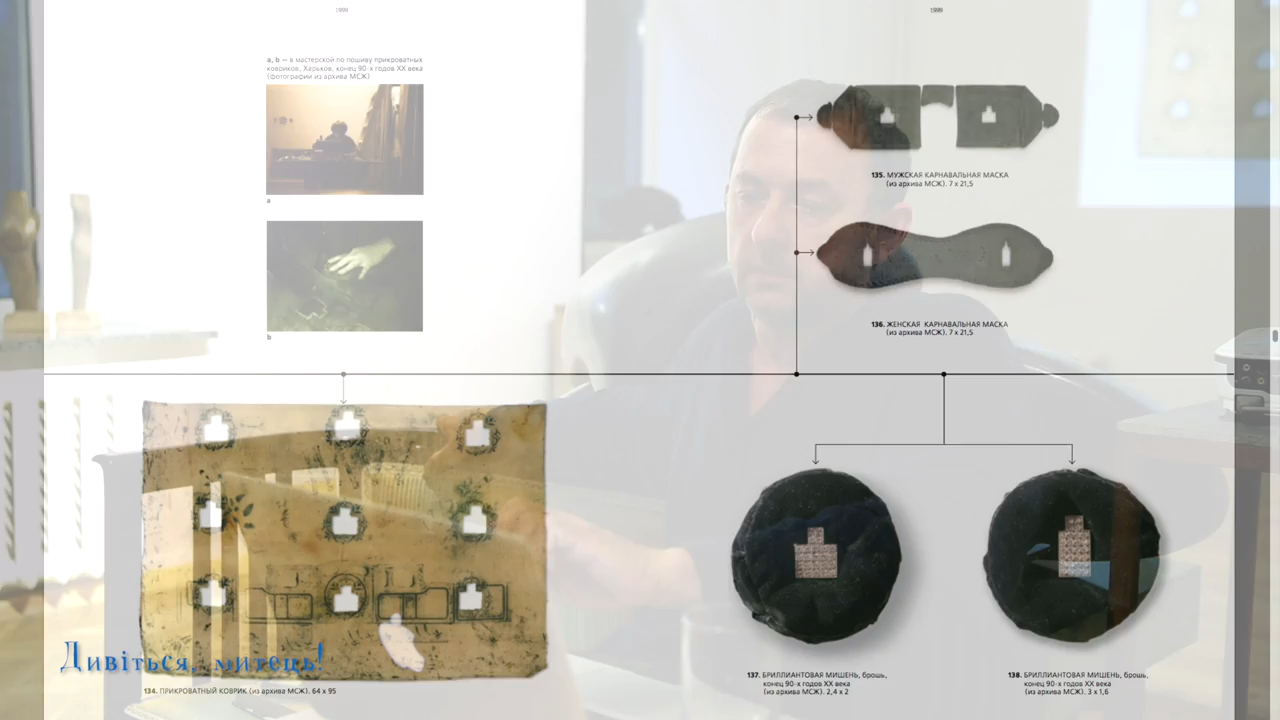 1999
1999
a, b — в мастерской по пошиву прикроватных
ковриков, Харьков, конец 90-х годов XX века
(фотографии из архива МСЖ)
a
b
135. МУЖСКАЯ КАРНАВАЛЬНАЯ МАСКА
(из архива МСЖ). 7 x 21,5
136. ЖЕНСКАЯ КАРНАВАЛЬНАЯ МАСКА
(из архива МСЖ). 7 x 21,5
Дивіться, митець!
134. ПРИКРОВАТНЫЙ КОВРИК (из архива МСЖ). 64 x 95
137. БРИЛЛИАНТОВАЯ МИШЕНЬ, брошь,
конец 90-х годов XX века
(из архива МСЖ). 2,4 x 2
138. БРИЛЛИАНТОВАЯ МИШЕНЬ, брошь,
конец 90-х годов XX века
(из архива МСЖ). 3 x 1,6